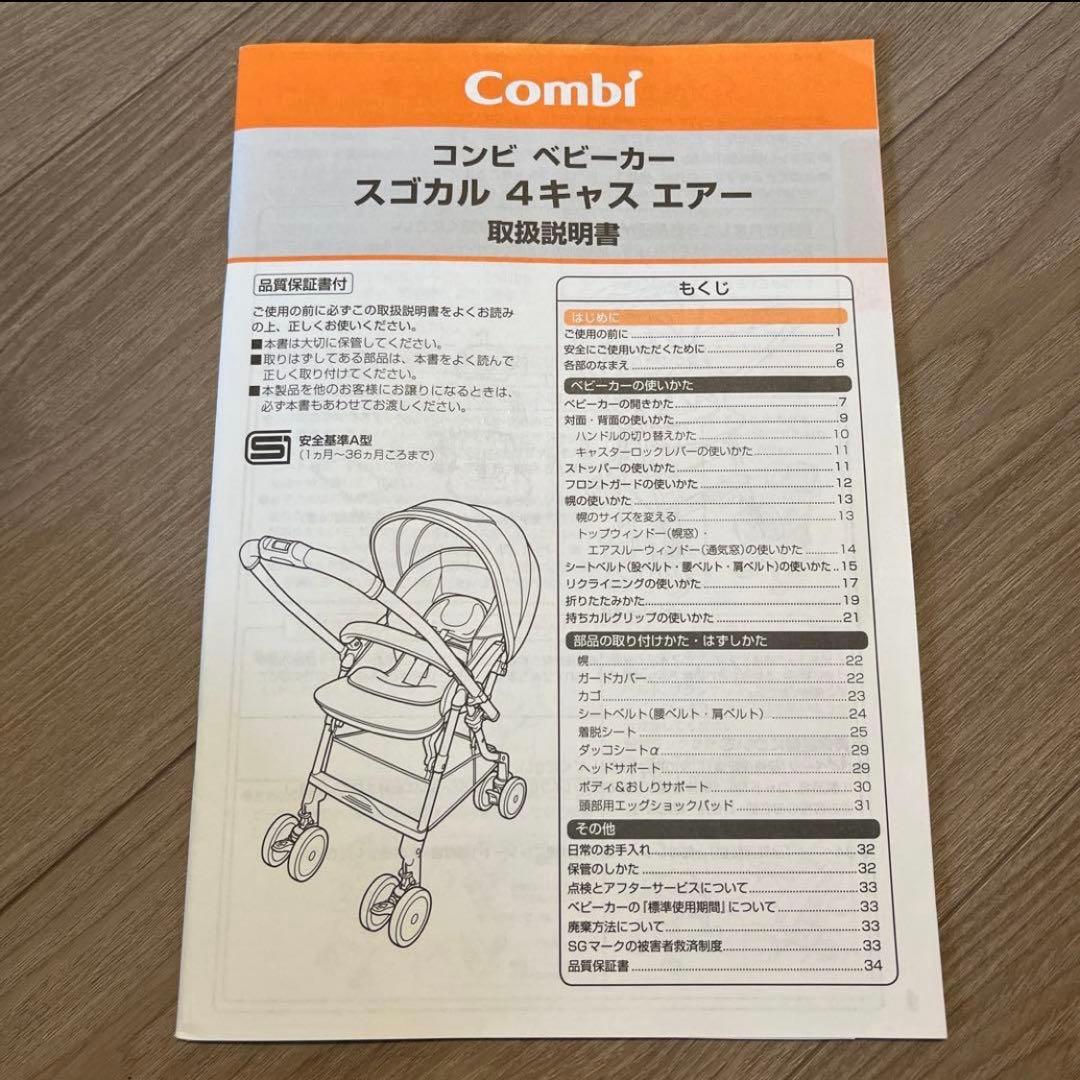 Combi
コンビ ベビーカー
スゴカル 4キャス エアー
取扱説明書
品質保証書付
ご使用の前に必ずこの取扱説明書をよくお読み
の上、正しくお使いください。
■本書は大切に保管してください。
■取りはずしてある部品は、本書をよく読んで
正しく取り付けてください。
■本製品を他のお客様にお譲りになるときは、
必ず本書もあわせてお渡しください。
安全基準A型
(1ヵ月〜36ヵ月ころまで)
もくじ
はじめに
ご使用の前に 1
安全にご使用いただくために 2
各部のなまえ 6
ベビーカーの使いかた
ベビーカーの開きかた 7
対面・背面の使いかた 9
ハンドルの切り替えかた 10
キャスターロックレバーの使いかた 11
ストッパーの使いかた 11
フロントガードの使いかた 12
幌の使いかた 13
幌のサイズを変える 13
トップウィンドー(幌窓)・
エアスルーウィンドー(通気窓)の使いかた 14
シートベルト(股ベルト・腰ベルト・肩ベルト)の使いかた 15
リクライニングの使いかた 17
折りたたみかた 19
持ちカルグリップの使いかた 21
部品の取り付けかた・はずしかた
幌 22
ガードカバー 22
カゴ 23
シートベルト(腰ベルト・肩ベルト) 24
着脱シート 25
ダッコシートα 29
ヘッドサポート 29
ボディ&おしりサポート 30
頭部用エッグショックパッド 31
その他
日常のお手入れ 32
保管のしかた 32
点検とアフターサービスについて 33
ベビーカーの『標準使用期間』について 33
廃棄方法について 33
SGマークの被害者救済制度 33
品質保証書 34